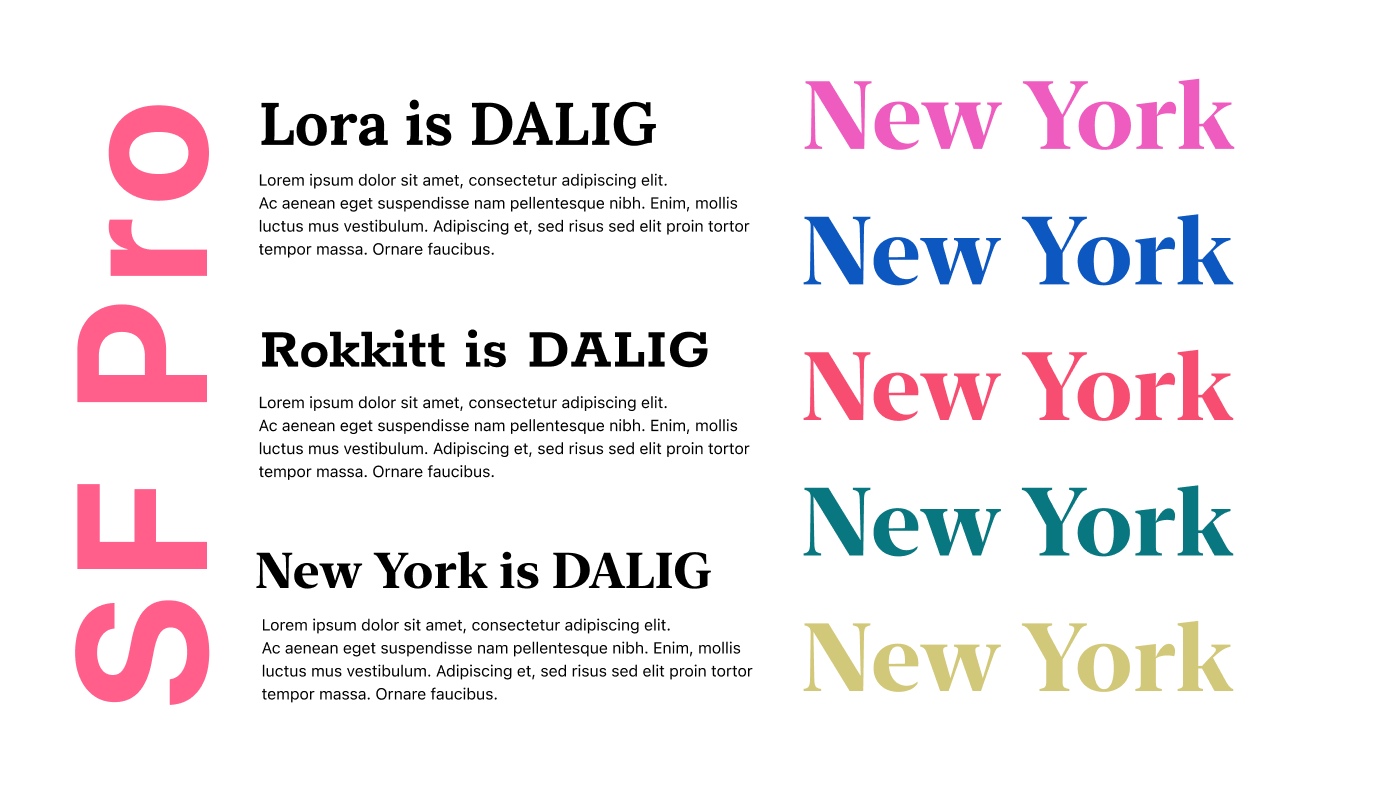 SF Pro
Lora is DALIG
Lorem ipsum dolor sit amet, consectetur adipiscing elit.
Ac aenean eget suspendisse nam pellentesque nibh. Enim, mollis
luctus mus vestibulum. Adipiscing et, sed risus sed elit proin tortor
tempor massa. Ornare faucibus.
Rokkitt is DALIG
Lorem ipsum dolor sit amet, consectetur adipiscing elit.
Ac aenean eget suspendisse nam pellentesque nibh. Enim, mollis
luctus mus vestibulum. Adipiscing et, sed risus sed elit proin tortor
tempor massa. Ornare faucibus.
New York is DALIG
Lorem ipsum dolor sit amet, consectetur adipiscing elit.
Ac aenean eget suspendisse nam pellentesque nibh. Enim, mollis
luctus mus vestibulum. Adipiscing et, sed risus sed elit proin tortor
tempor massa. Ornare faucibus.
New York
New York
New York
New York
New York